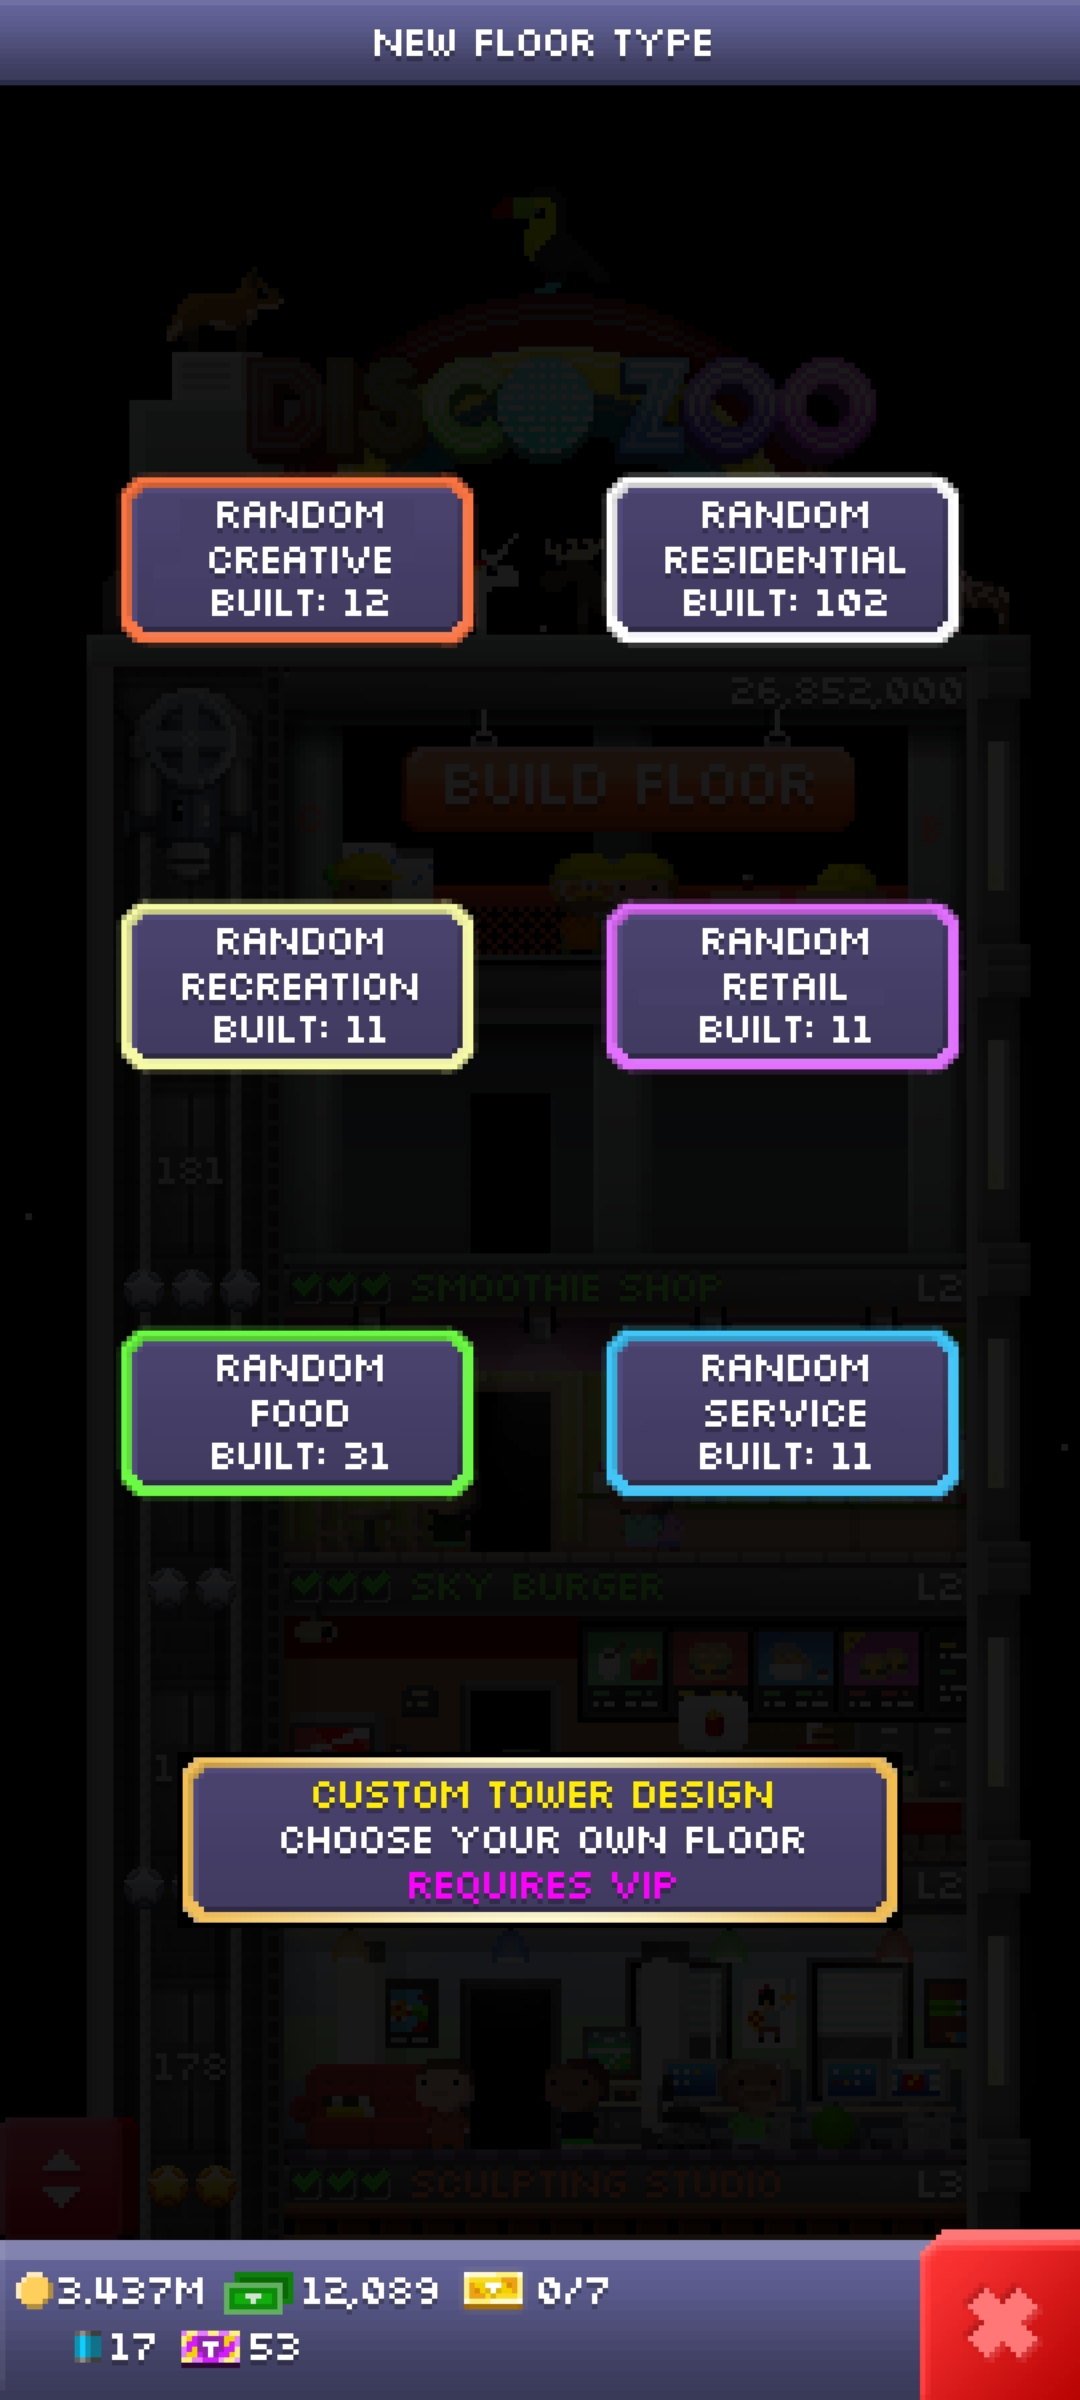 NEW FLOOR TYPE
DISCO ZOO
RANDOM
CREATIVE
BUILT: 12
RANDOM
RESIDENTIAL
BUILT: 102
26,852,000
BUILD FLOOR
RANDOM
RECREATION
BUILT: 11
RANDOM
RETAIL
BUILT: 11
181
SMOOTHIE SHOP L2
RANDOM
FOOD
BUILT: 31
RANDOM
SERVICE
BUILT: 11
SKY BURGER L2
CUSTOM TOWER DESIGN
CHOOSE YOUR OWN FLOOR
REQUIRES VIP
L2
178
SCULPTING STUDIO L3
3.437M 12,089 0/7
17 53